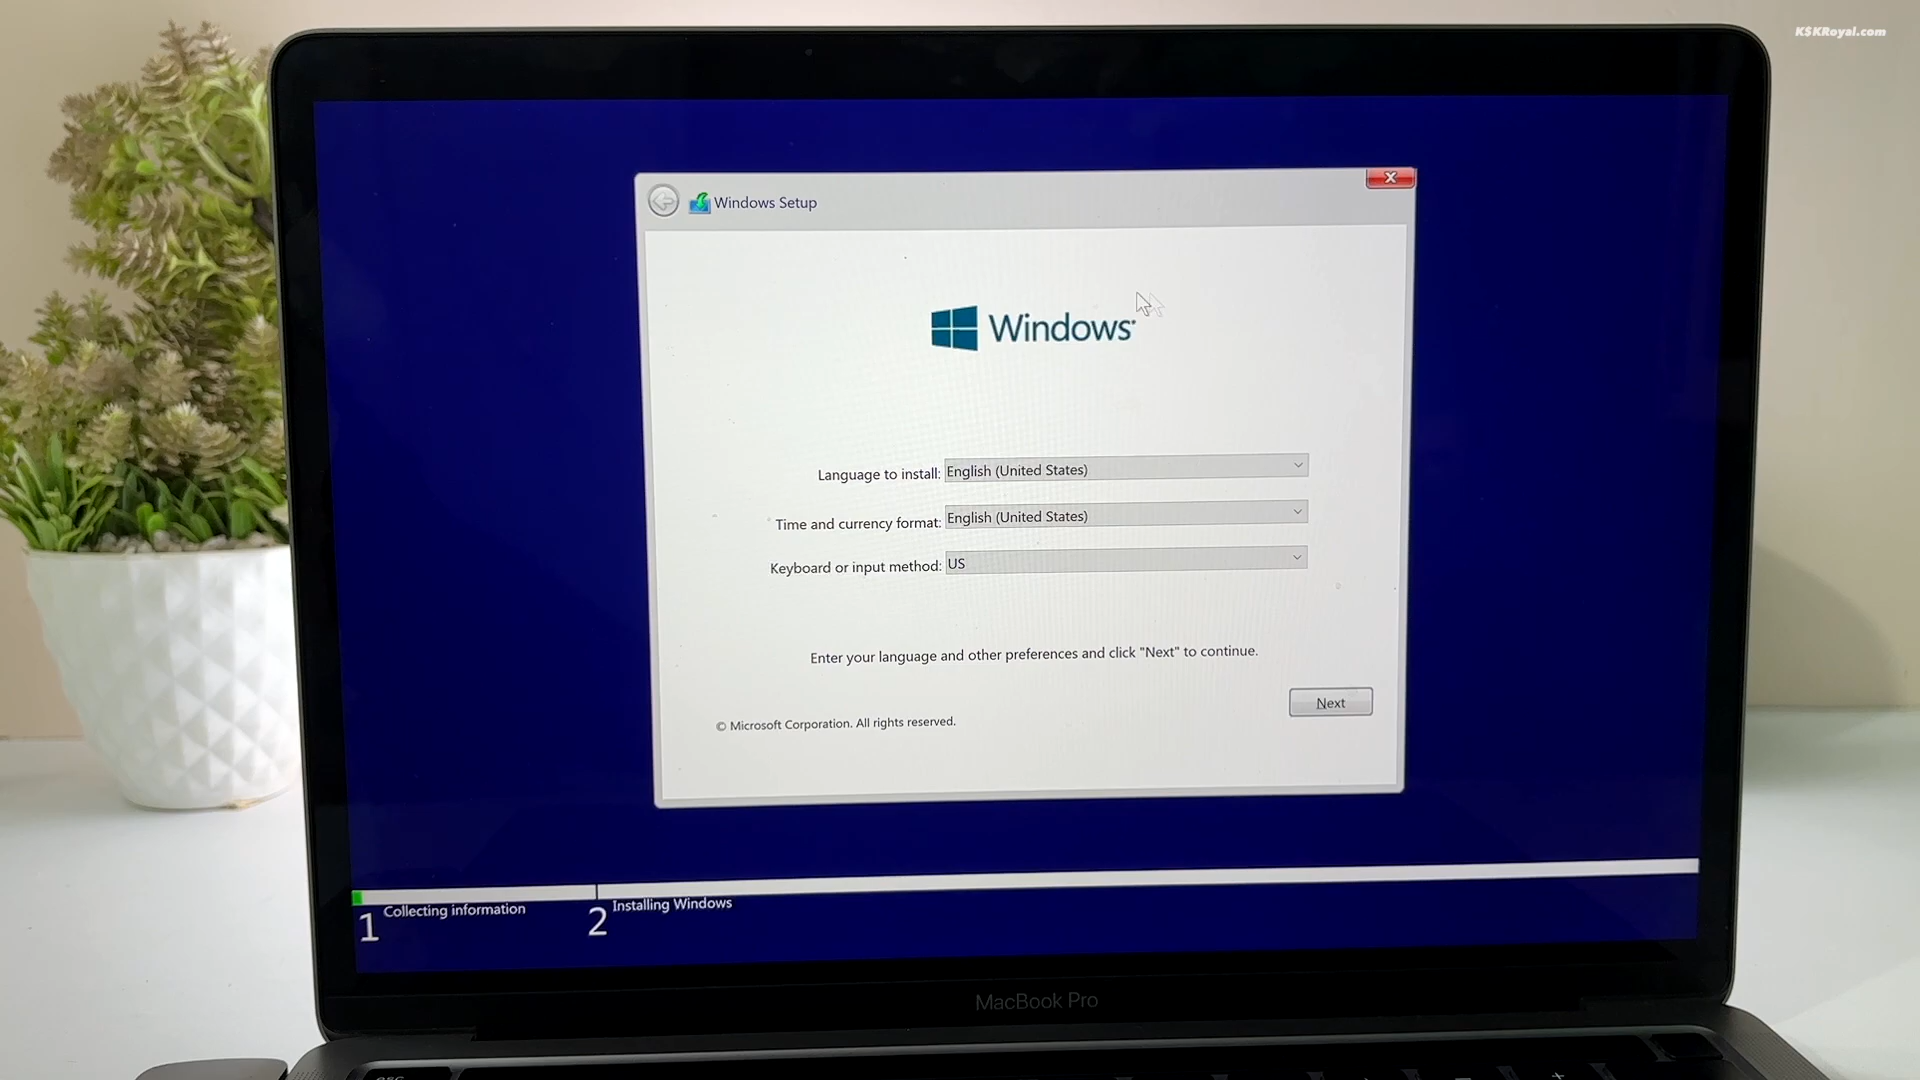 K$KRoyal.com
Windows Setup
Windows
Language to install: English (United States)
Time and currency format: English (United States)
Keyboard or input method: US
Enter your language and other preferences and click "Next" to continue.
Next
© Microsoft Corporation. All rights reserved.
1 Collecting information
2 Installing Windows
MacBook Pro